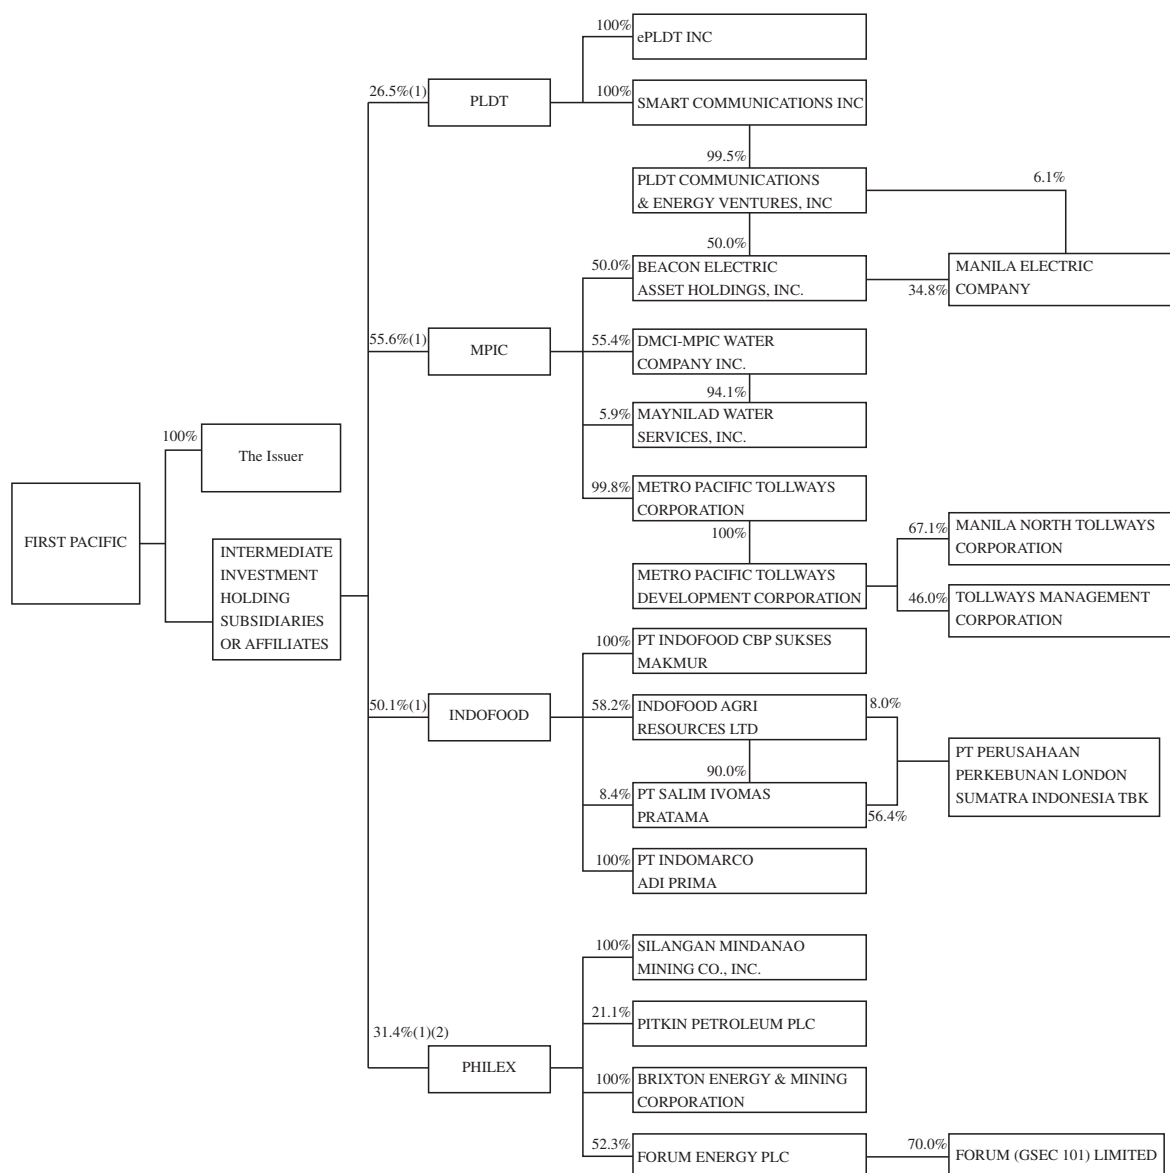 100%
ePLDT INC
26.5%(1)
PLDT
100%
SMART COMMUNICATIONS INC
99.5%
PLDT COMMUNICATIONS
& ENERGY VENTURES, INC
6.1%
50.0%
50.0%
BEACON ELECTRIC
ASSET HOLDINGS, INC.
34.8%
MANILA ELECTRIC
COMPANY
55.6%(1)
MPIC
55.4%
DMCI-MPIC WATER
COMPANY INC.
94.1%
5.9%
MAYNILAD WATER
SERVICES, INC.
100%
The Issuer
99.8%
METRO PACIFIC TOLLWAYS
CORPORATION
100%
67.1%
MANILA NORTH TOLLWAYS
CORPORATION
FIRST PACIFIC
INTERMEDIATE
INVESTMENT
HOLDING
SUBSIDIARIES
OR AFFILIATES
METRO PACIFIC TOLLWAYS
DEVELOPMENT CORPORATION
46.0%
TOLLWAYS MANAGEMENT
CORPORATION
100%
PT INDOFOOD CBP SUKSES
MAKMUR
50.1%(1)
INDOFOOD
58.2%
INDOFOOD AGRI
RESOURCES LTD
8.0%
90.0%
PT PERUSAHAAN
PERKEBUNAN LONDON
SUMATRA INDONESIA TBK
8.4%
PT SALIM IVOMAS
PRATAMA
56.4%
100%
PT INDOMARCO
ADI PRIMA
100%
SILANGAN MINDANAO
MINING CO., INC.
21.1%
PITKIN PETROLEUM PLC
31.4%(1)(2)
PHILEX
100%
BRIXTON ENERGY & MINING
CORPORATION
52.3%
FORUM ENERGY PLC
70.0%
FORUM (GSEC 101) LIMITED